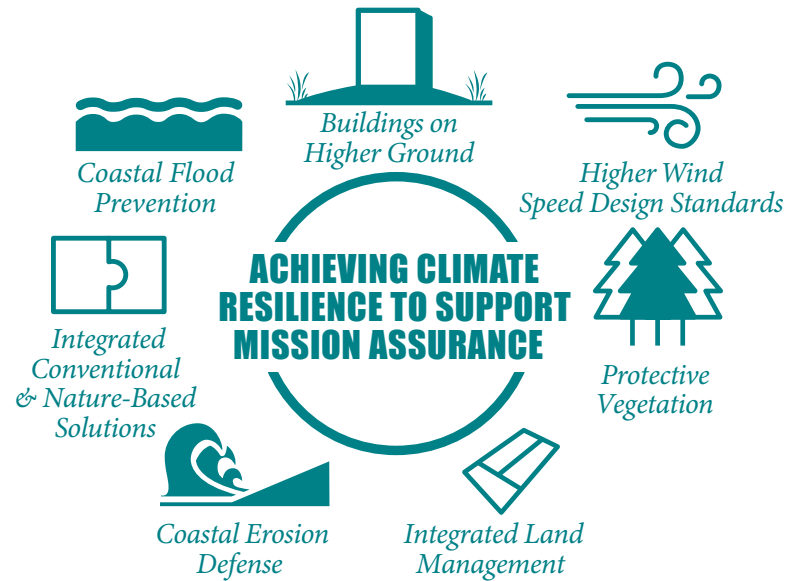 Buildings on
Higher Ground
Coastal Flood
Prevention
Higher Wind
Speed Design Standards
ACHIEVING CLIMATE
RESILIENCE TO SUPPORT
MISSION ASSURANCE
Integrated
Conventional
& Nature-Based
Solutions
Protective
Vegetation
Coastal Erosion
Defense
Integrated Land
Management